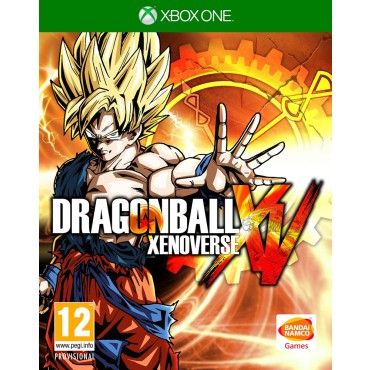 XBOX ONE
DRAGONBALL
XENOVERSE
XV
12
www.pegi.info
PROVISIONAL
BANDAI
NAMCO
Games